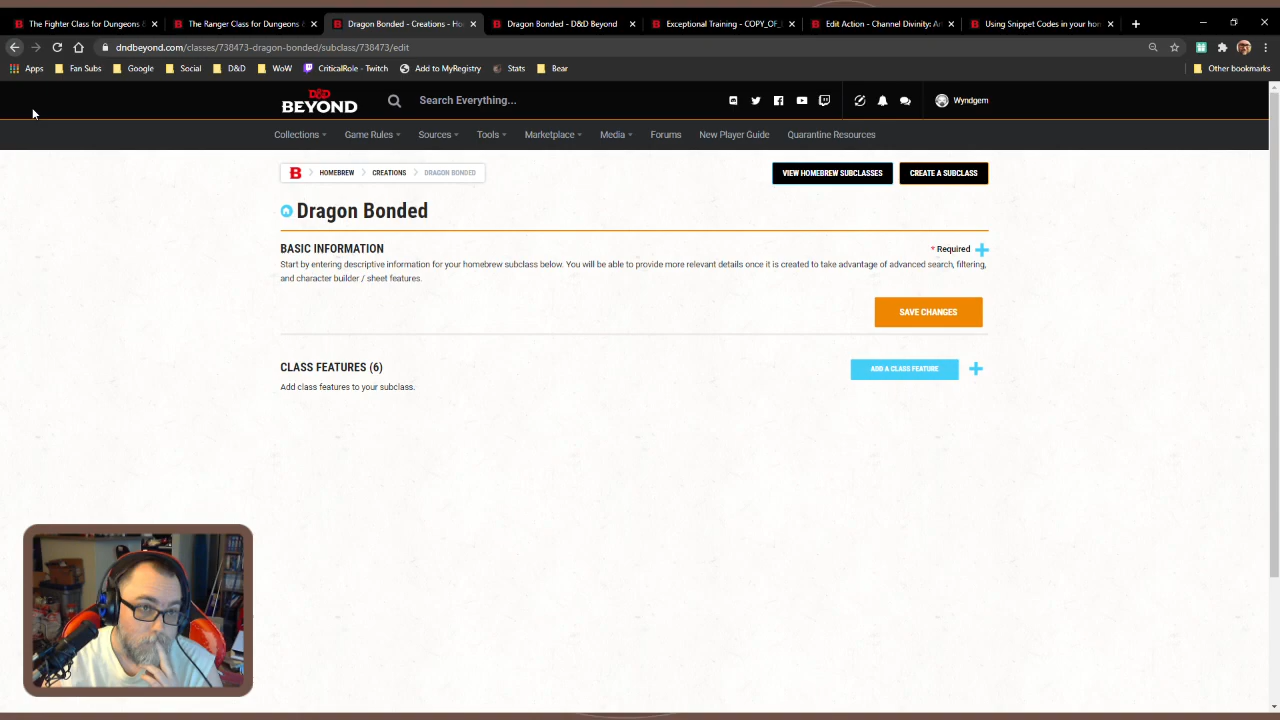 The Fighter Class for Dungeons &
The Ranger Class for Dungeons &
Dragon Bonded - Creations - Ho
Dragon Bonded - D&D Beyond
Exceptional Training - COPY_OF_
Edit Action - Channel Divinity: A
Using Snippet Codes in your ho
dndbeyond.com/classes/738473-dragon-bonded/subclass/738473/edit
Apps
Fan Subs
Google
Social
D&D
WoW
CriticalRole - Twitch
Add to MyRegistry
Stats
Bear
Other bookmarks
D&D
BEYOND
Search Everything...
Wyndgem
Collections
Game Rules
Sources
Tools
Marketplace
Media
Forums
New Player Guide
Quarantine Resources
B
HOMEBREW
CREATIONS
DRAGON BONDED
VIEW HOMEBREW SUBCLASSES
CREATE A SUBCLASS
Dragon Bonded
BASIC INFORMATION
* Required
Start by entering descriptive information for your homebrew subclass below. You will be able to provide more relevant details once it is created to take advantage of advanced search, filtering,
and character builder / sheet features.
SAVE CHANGES
CLASS FEATURES (6)
ADD A CLASS FEATURE
Add class features to your subclass.